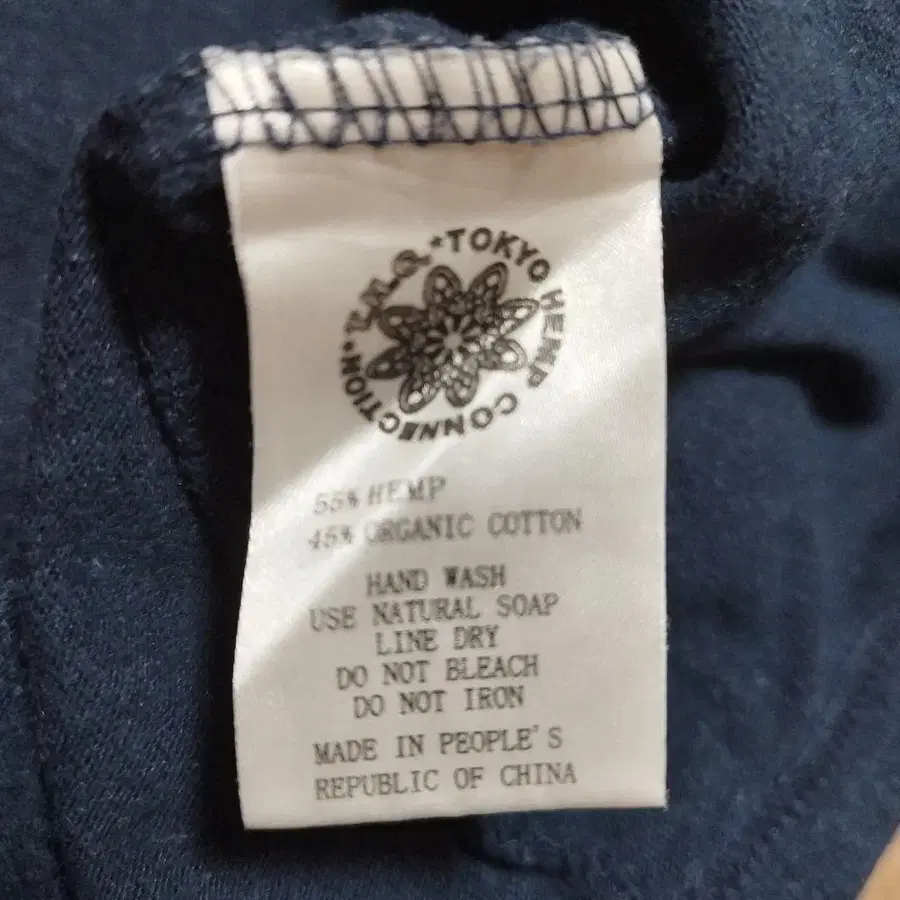 TOKYO HEMP CONNECTION
55% HEMP
45% ORGANIC COTTON
HAND WASH
USE NATURAL SOAP
LINE DRY
DO NOT BLEACH
DO NOT IRON
MADE IN PEOPLE'S
REPUBLIC OF CHINA